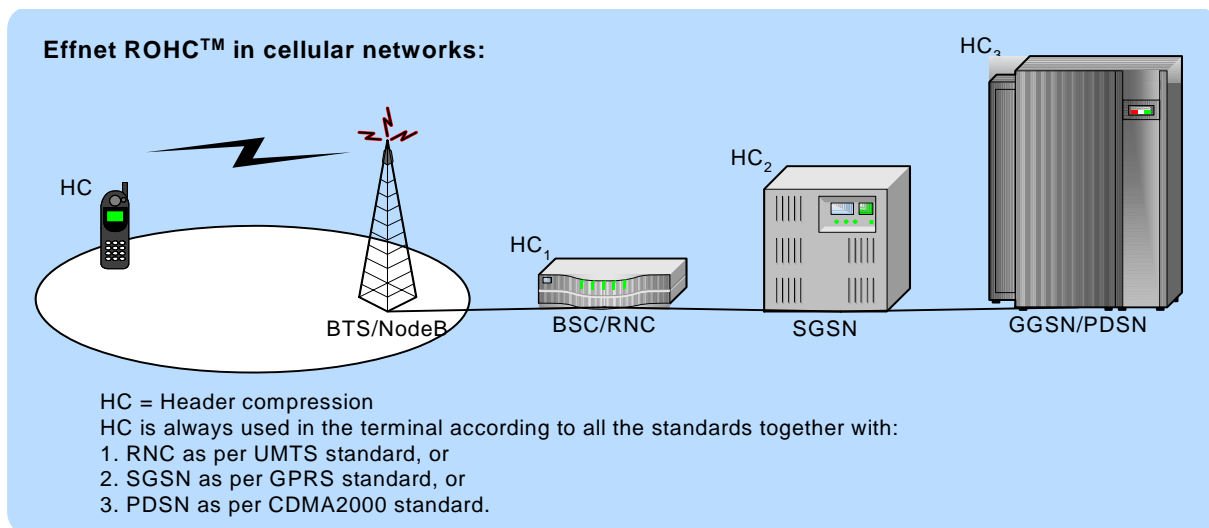 Effnet ROHC™ in cellular networks:
HC₃
HC₂
HC
HC₁
BTS/NodeB
BSC/RNC
SGSN
GGSN/PDSN
HC = Header compression
HC is always used in the terminal according to all the standards together with:
1. RNC as per UMTS standard, or
2. SGSN as per GPRS standard, or
3. PDSN as per CDMA2000 standard.